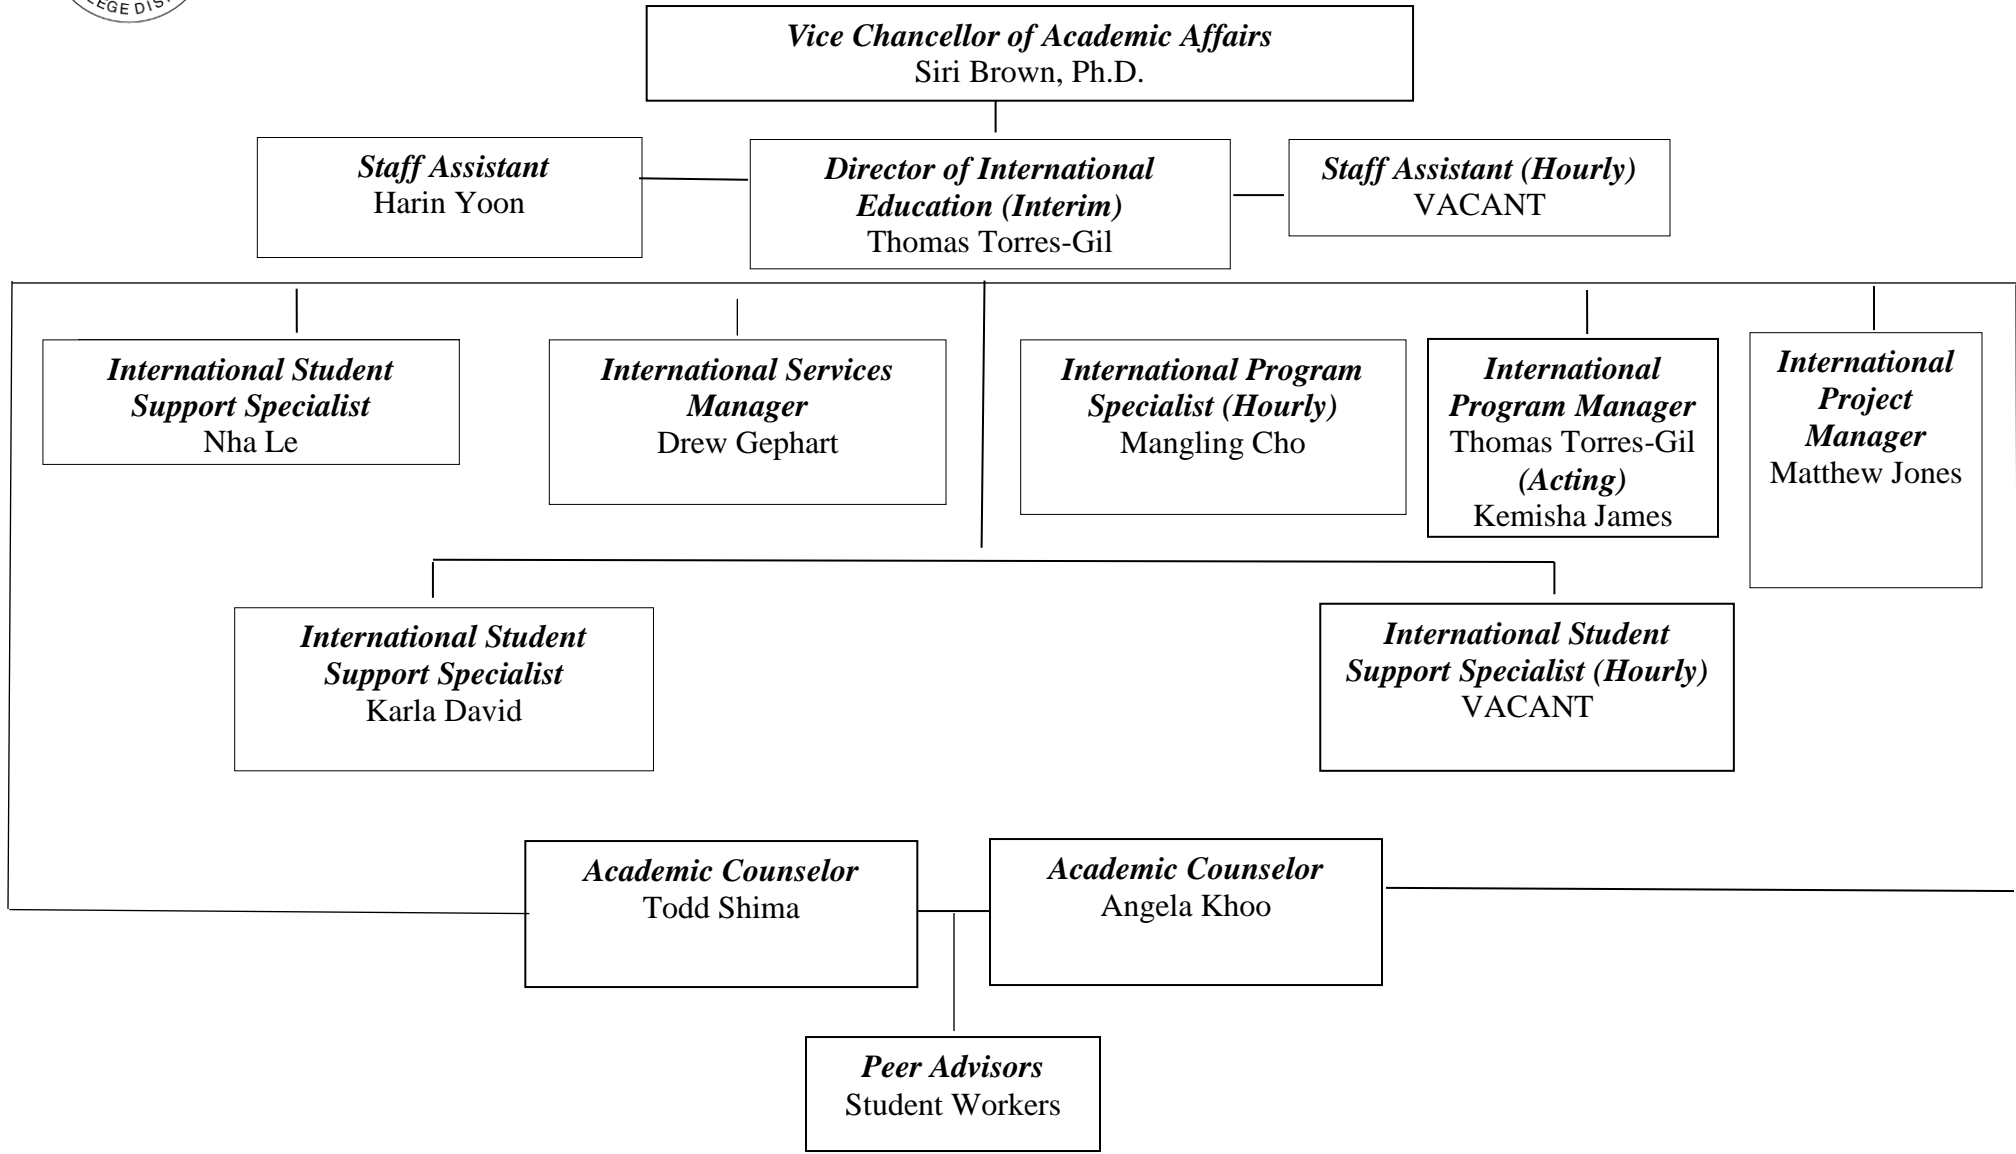 Vice Chancellor of Academic Affairs
Siri Brown, Ph.D.
Staff Assistant
Harin Yoon
Director of International
Education (Interim)
Thomas Torres-Gil
Staff Assistant (Hourly)
VACANT
International Student
Support Specialist
Nha Le
International Services
Manager
Drew Gephart
International Program
Specialist (Hourly)
Mangling Cho
International
Program Manager
Thomas Torres-Gil
(Acting)
Kemisha James
International
Project
Manager
Matthew Jones
International Student
Support Specialist
Karla David
International Student
Support Specialist (Hourly)
VACANT
Academic Counselor
Todd Shima
Academic Counselor
Angela Khoo
Peer Advisors
Student Workers